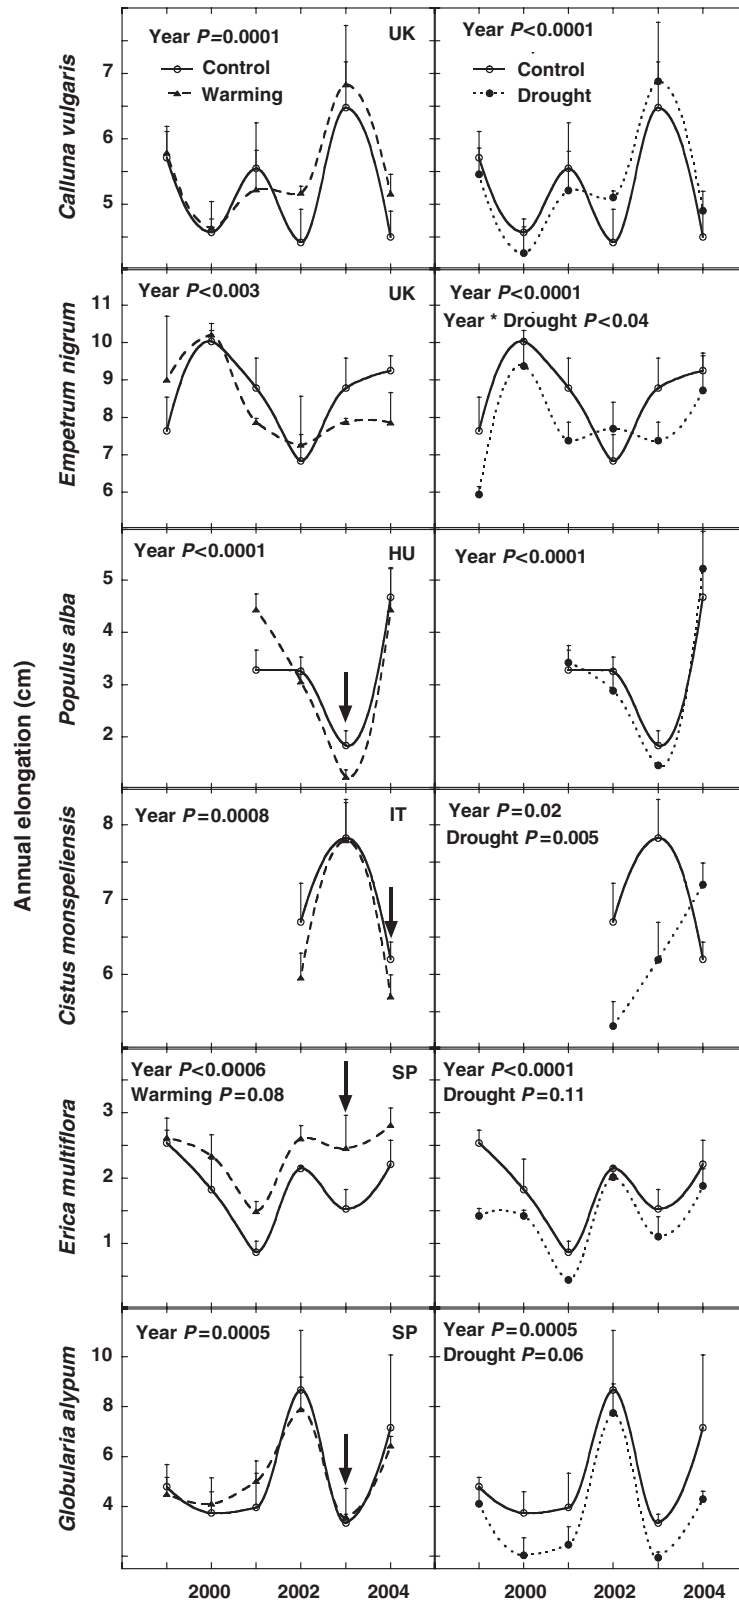 Annual elongation (cm)
Calluna vulgaris
Year P=0.0001
UK
Control
Warming
7
6
5
Year P<0.0001
Control
Drought
Empetrum nigrum
Year P<0.003
UK
11
10
9
8
7
6
Year P<0.0001
Year * Drought P<0.04
Populus alba
Year P<0.0001
HU
5
4
3
2
Year P<0.0001
Cistus monspeliensis
Year P=0.0008
IT
8
7
6
Year P=0.02
Drought P=0.005
Erica multiflora
Year P<0.0006
SP
Warming P=0.08
3
2
1
Year P<0.0001
Drought P=0.11
Globularia alypum
Year P=0.0005
SP
10
8
6
4
Year P=0.0005
Drought P=0.06
2000 2002 2004
2000 2002 2004